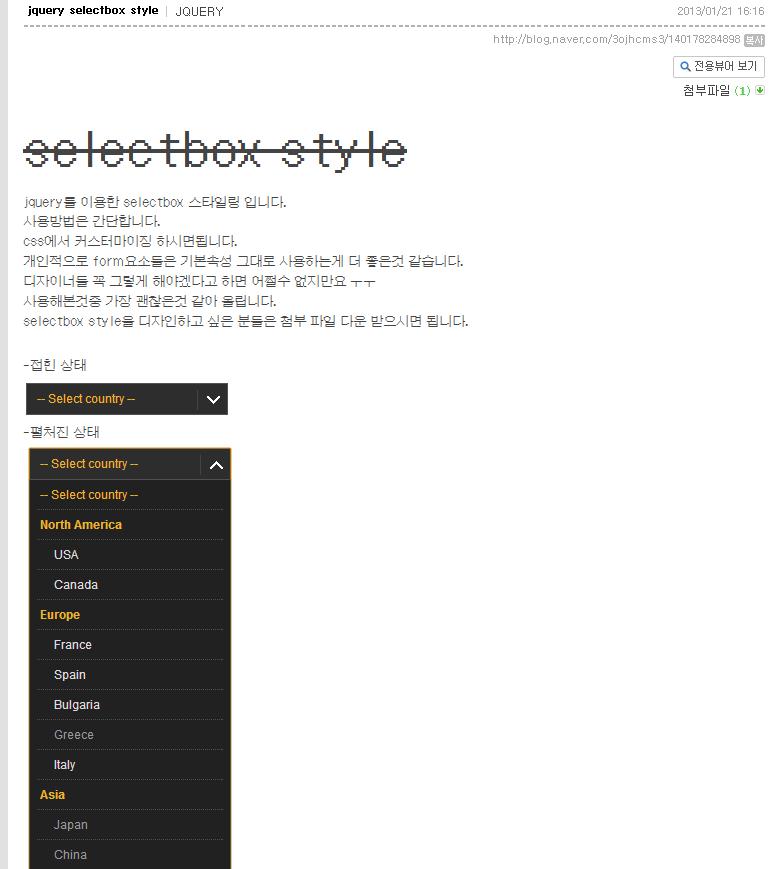 jquery selectbox style | JQUERY 2013/01/21 16:16
http://blog.naver.com/3ojhcms3/140178284898 복사
전용뷰어 보기
첨부파일 (1)
selectbox style
jquery를 이용한 selectbox 스타일링 입니다.
사용방법은 간단합니다.
css에서 커스터마이징 하시면됩니다.
개인적으로 form요소들은 기본속성 그대로 사용하는게 더 좋은것 같습니다.
디자이너들 꼭 그렇게 해야겠다고 하면 어쩔수 없지만요 ㅜㅜ
사용해본것중 가장 괜찮은것 같아 올립니다.
selectbox style을 디자인하고 싶은 분들은 첨부 파일 다운 받으시면 됩니다.
-접힌 상태
-- Select country --
-펼처진 상태
-- Select country --
-- Select country --
North America
USA
Canada
Europe
France
Spain
Bulgaria
Greece
Italy
Asia
Japan
China